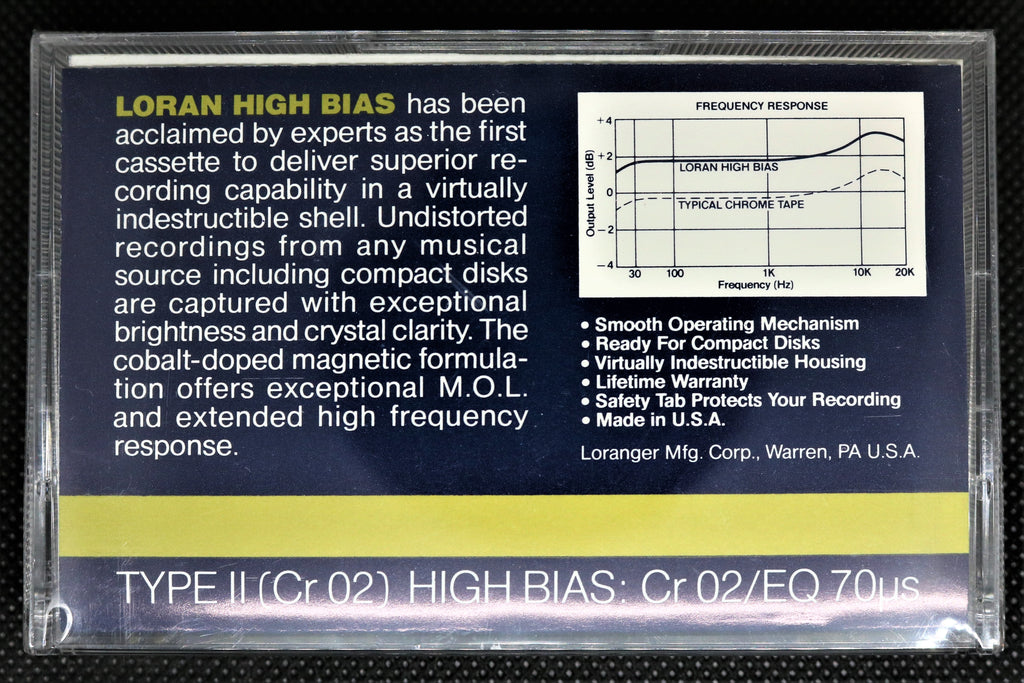 LORAN HIGH BIAS has been
acclaimed by experts as the first
cassette to deliver superior re-
cording capability in a virtually
indestructible shell. Undistorted
recordings from any musical
source including compact disks
are captured with exceptional
brightness and crystal clarity. The
cobalt-doped magnetic formula-
tion offers exceptional M.O.L.
and extended high frequency
response.
FREQUENCY RESPONSE
Output Level (dB)
+4
+2
0
-2
-4
LORAN HIGH BIAS
TYPICAL CHROME TAPE
30 100 1K 10K 20K
Frequency (Hz)
• Smooth Operating Mechanism
• Ready For Compact Disks
• Virtually Indestructible Housing
• Lifetime Warranty
• Safety Tab Protects Your Recording
• Made in U.S.A.
Loranger Mfg. Corp., Warren, PA U.S.A.
TYPE II (Cr 02) HIGH BIAS: Cr 02/EQ 70µs